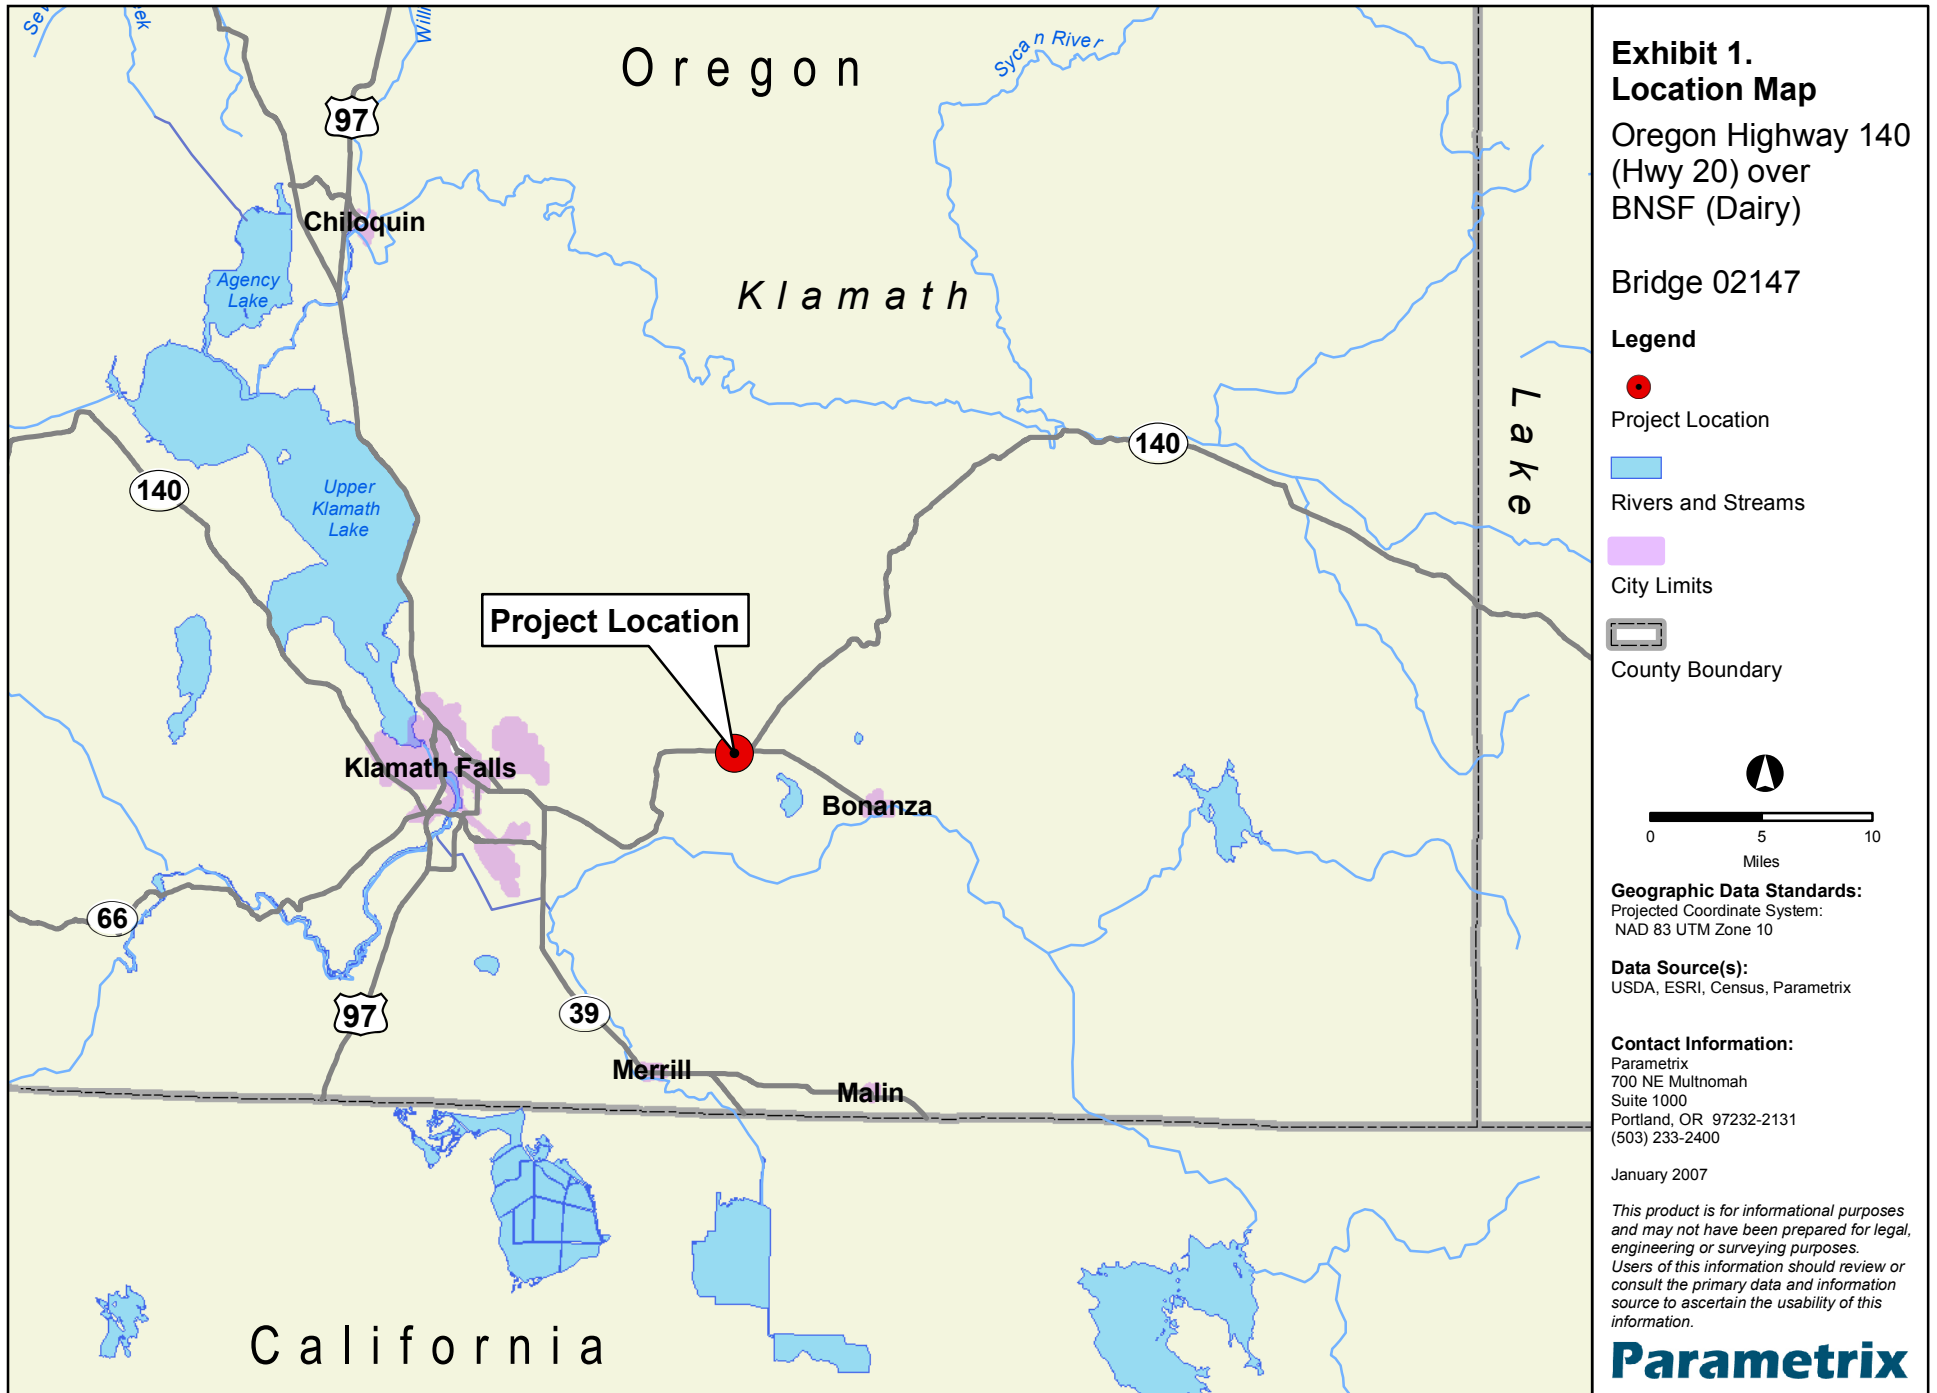 Oregon
Sycan River
97
Chiloquin
Agency
Lake
Klamath
Lake
140
140
Upper
Klamath
Lake
Project Location
Klamath Falls
Bonanza
66
97
39
Merrill
Malin
California
Exhibit 1.
Location Map
Oregon Highway 140
(Hwy 20) over
BNSF (Dairy)
Bridge 02147
Legend
Project Location
Rivers and Streams
City Limits
County Boundary
0 5 10
Miles
Geographic Data Standards:
Projected Coordinate System:
NAD 83 UTM Zone 10
Data Source(s):
USDA, ESRI, Census, Parametrix
Contact Information:
Parametrix
700 NE Multnomah
Suite 1000
Portland, OR 97232-2131
(503) 233-2400
January 2007
This product is for informational purposes
and may not have been prepared for legal,
engineering or surveying purposes.
Users of this information should review or
consult the primary data and information
source to ascertain the usability of this
information.
Parametrix